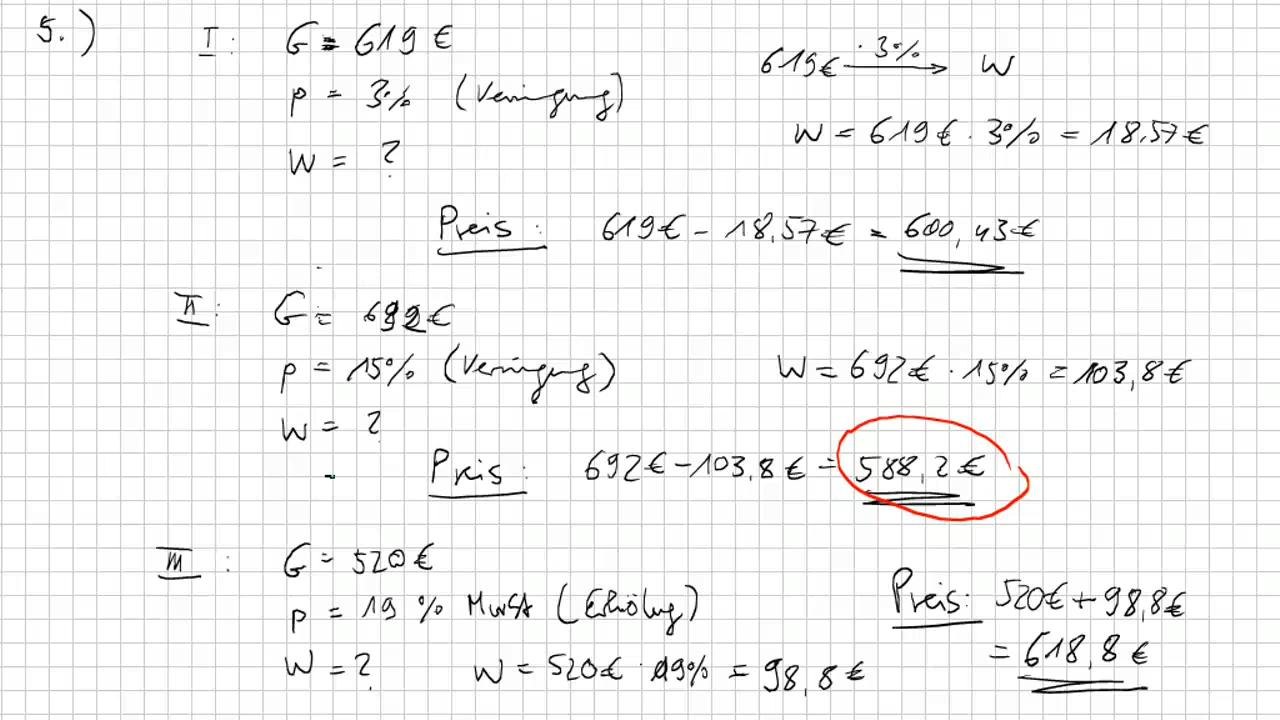 5.)
I: G = 619 €
p = 3% (Verringerung)
W = ?
619€ · 3% → W
W = 619€ · 3% = 18,57€
Preis: 619€ - 18,57€ = 600,43€
II: G = 692€
p = 15% (Verringerung)
W = ?
W = 692€ · 15% = 103,8€
Preis: 692€ - 103,8€ = 588,2€
III: G = 520€
p = 19 % MwSt (Erhöhung)
W = ?
W = 520€ · 19% = 98,8€
Preis: 520€ + 98,8€
= 618,8€